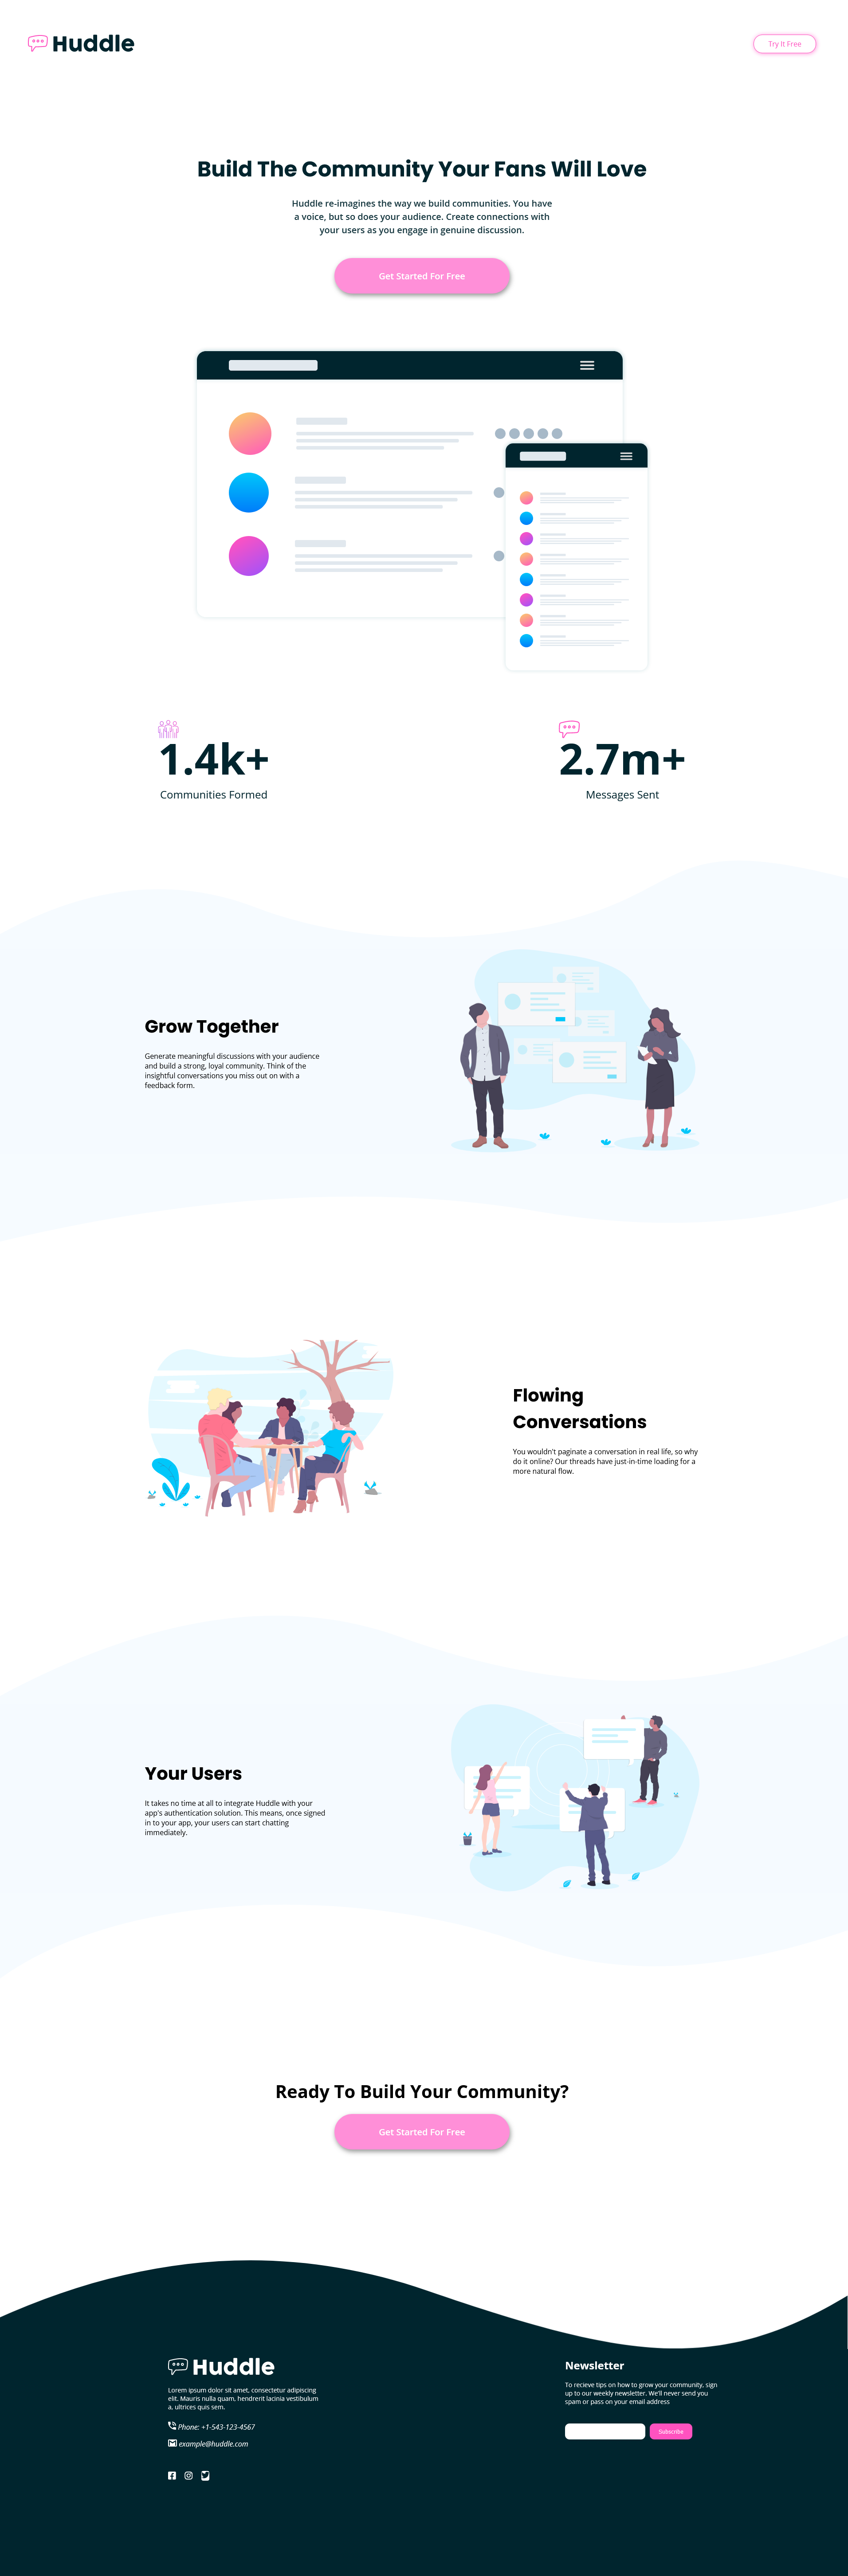 Huddle
Try It Free
Build The Community Your Fans Will Love
Huddle re-imagines the way we build communities. You have
a voice, but so does your audience. Create connections with
your users as you engage in genuine discussion.
Get Started For Free
1.4k+
Communities Formed
2.7m+
Messages Sent
Grow Together
Generate meaningful discussions with your audience
and build a strong, loyal community. Think of the
insightful conversations you miss out on with a
feedback form.
Flowing
Conversations
You wouldn't paginate a conversation in real life, so why
do it online? Our threads have just-in-time loading for a
more natural flow.
Your Users
It takes no time at all to integrate Huddle with your
app's authentication solution. This means, once signed
in to your app, your users can start chatting
immediately.
Ready To Build Your Community?
Get Started For Free
Huddle
Lorem ipsum dolor sit amet, consectetur adipiscing
elit. Mauris nulla quam, hendrerit lacinia vestibulum
a, ultrices quis sem.
Phone: +1-543-123-4567
example@huddle.com
Newsletter
To recieve tips on how to grow your community, sign
up to our weekly newsletter. We'll never send you
spam or pass on your email address
Subscribe